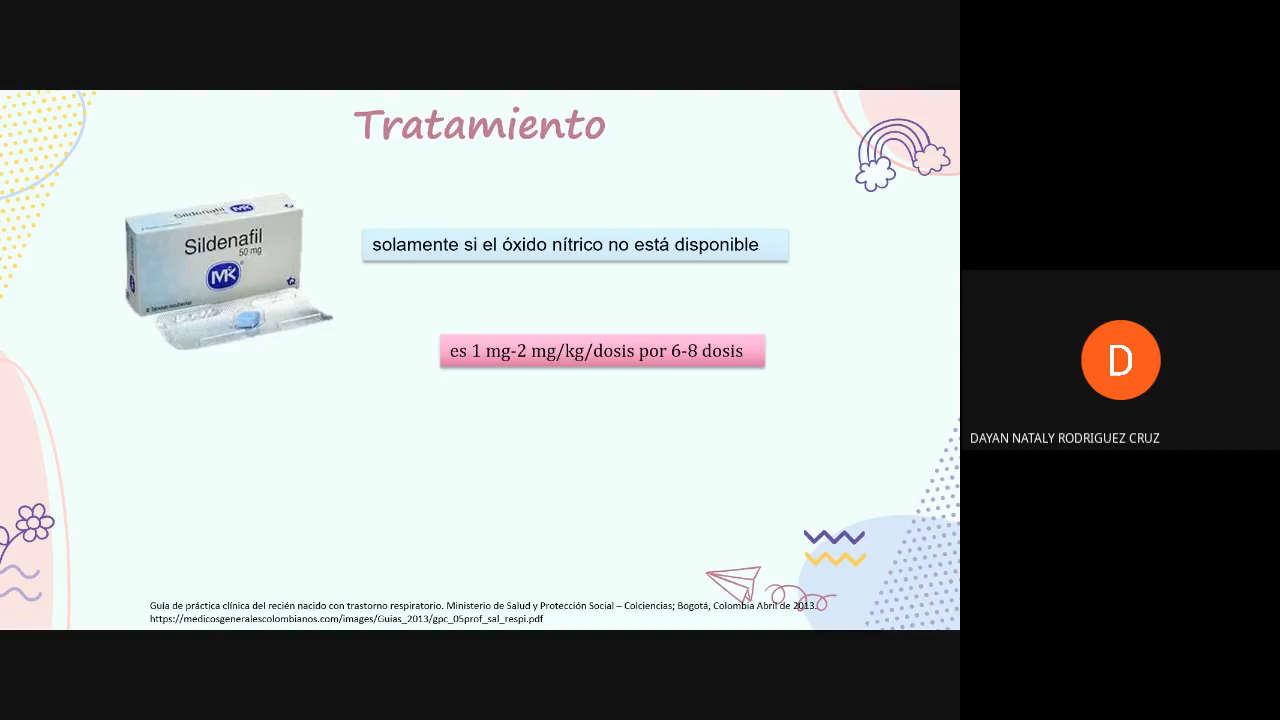 Tratamiento
Sildenafil
Sildenafil
50 mg
MK
solamente si el óxido nítrico no está disponible
es 1 mg-2 mg/kg/dosis por 6-8 dosis
D
DAYAN NATALY RODRIGUEZ CRUZ
Guía de práctica clínica del recién nacido con trastorno respiratorio. Ministerio de Salud y Protección Social – Colciencias; Bogotá, Colombia Abril de 2013.
https://medicosgeneralescolombianos.com/images/Guias_2013/gpc_05prof_sal_respi.pdf